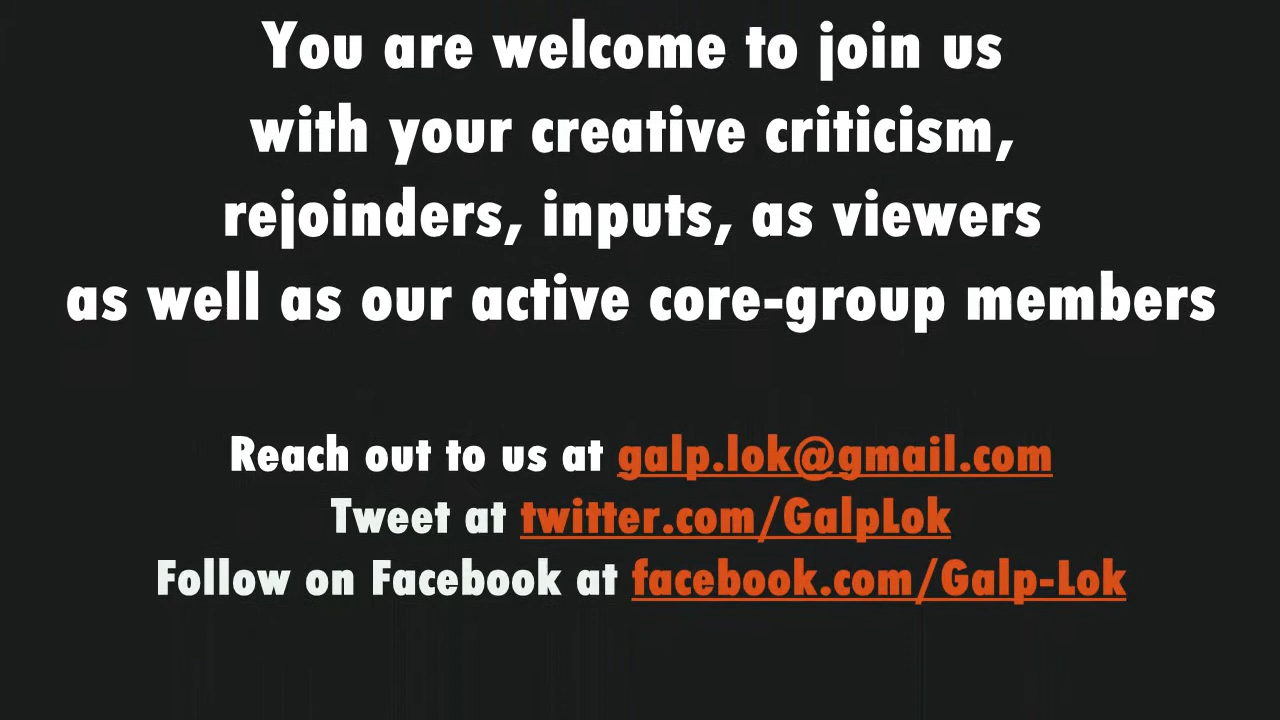 You are welcome to join us
with your creative criticism,
rejoinders, inputs, as viewers
as well as our active core-group members
Reach out to us at galp.lok@gmail.com
Tweet at twitter.com/GalpLok
Follow on Facebook at facebook.com/Galp-Lok